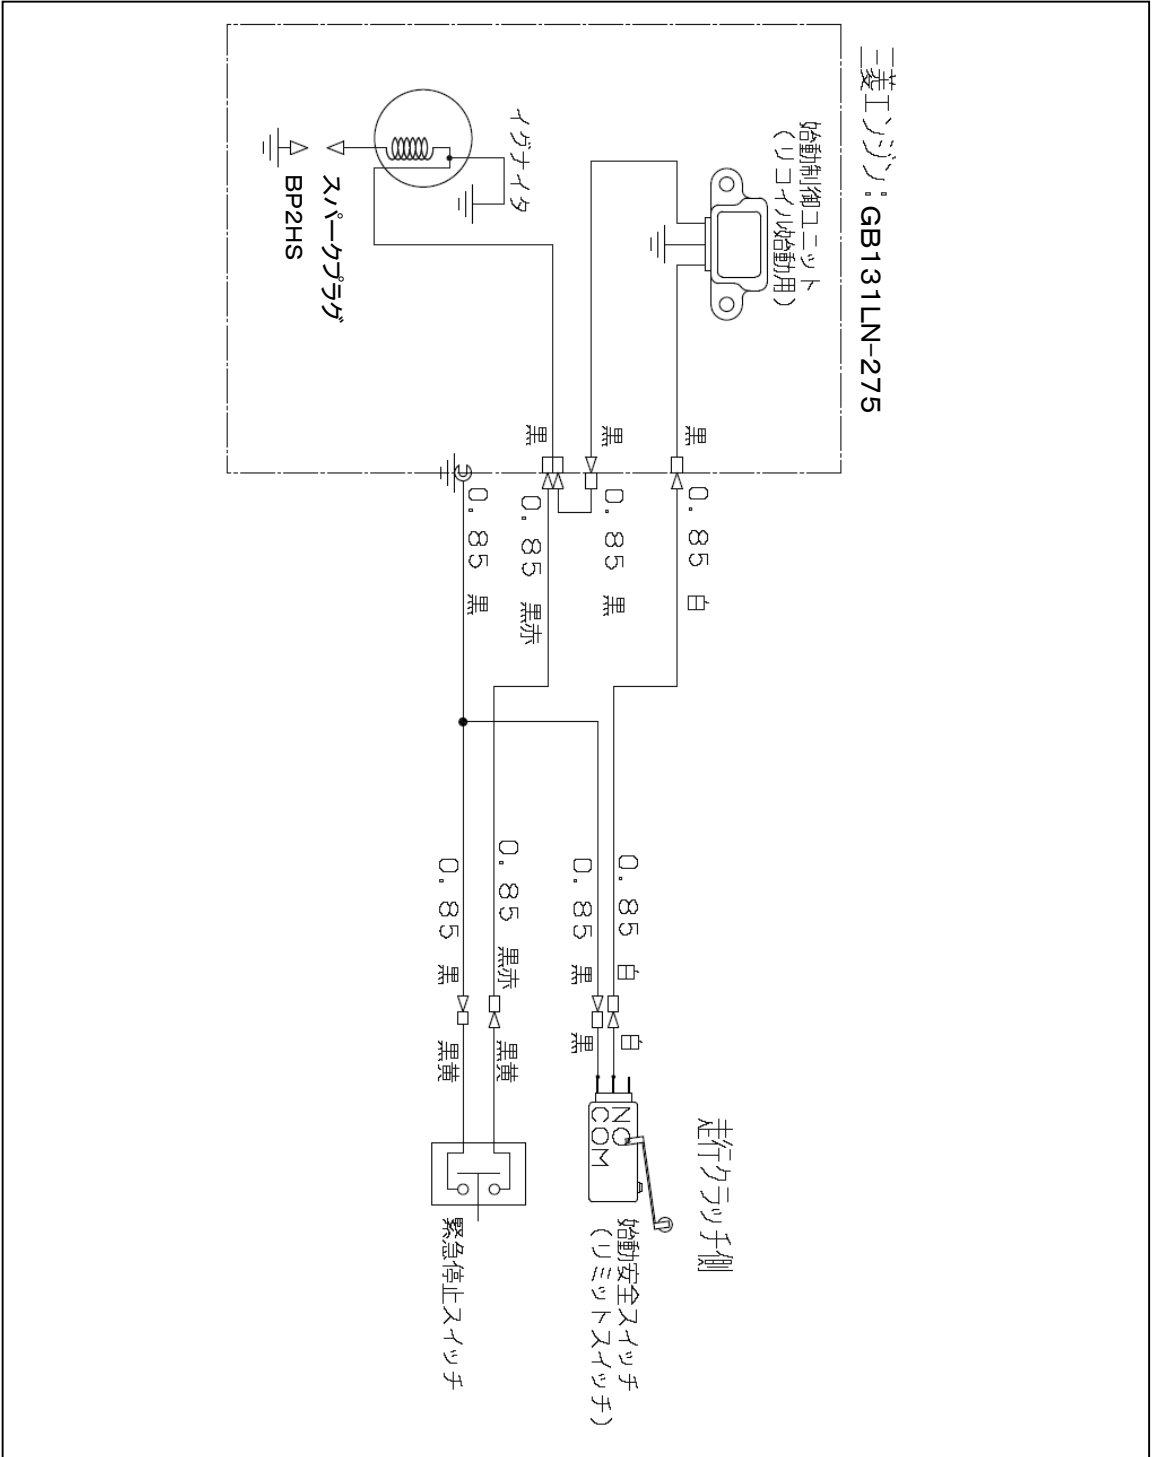 三菱エンジン：GB131LN-275
始動制御ユニット
（リコイル始動用）
イグナイタ
スパークプラグ
BP2HS
黒
黒
黒
0.85 白
0.85 黒
0.85 黒赤
0.85 黒
0.85 白
0.85 黒
0.85 黒赤
0.85 黒
白
黒
黒黄
黒黄
走行クラッチ側
NO
COM
始動安全スイッチ
（リミットスイッチ）
緊急停止スイッチ